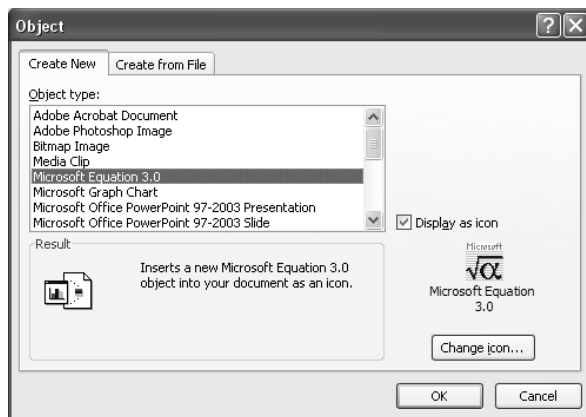 Object
Create New
Create from File
Object type:
Adobe Acrobat Document
Adobe Photoshop Image
Bitmap Image
Media Clip
Microsoft Equation 3.0
Microsoft Graph Chart
Microsoft Office PowerPoint 97-2003 Presentation
Microsoft Office PowerPoint 97-2003 Slide
Display as icon
Result
Inserts a new Microsoft Equation 3.0
object into your document as an icon.
Microsoft
√α
Microsoft Equation
3.0
Change icon...
OK
Cancel